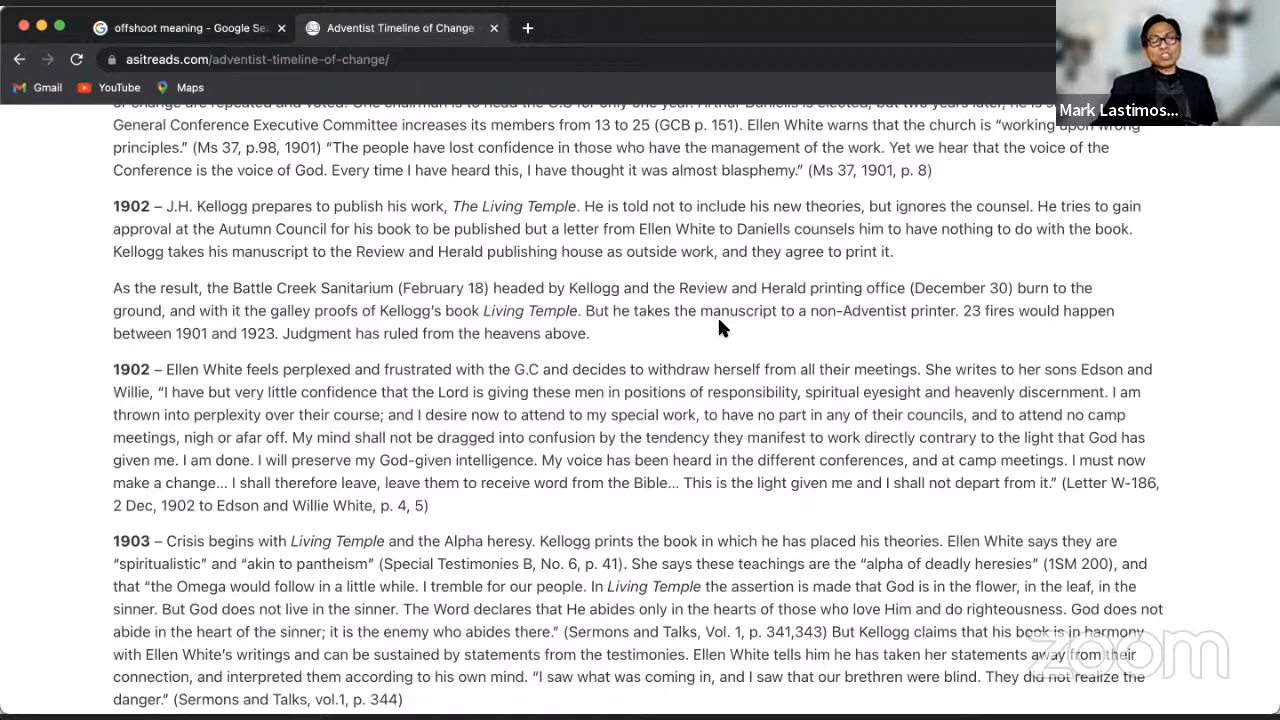 offshoot meaning - Google Se
Adventist Timeline of Change
asitreads.com/adventist-timeline-of-change/
Gmail YouTube Maps
Mark Lastimos...
General Conference Executive Committee increases its members from 13 to 25 (GCB p. 151). Ellen White warns that the church is “working upon wrong
principles.” (Ms 37, p.98, 1901) “The people have lost confidence in those who have the management of the work. Yet we hear that the voice of the
Conference is the voice of God. Every time I have heard this, I have thought it was almost blasphemy.” (Ms 37, 1901, p. 8)
1902 – J.H. Kellogg prepares to publish his work, The Living Temple. He is told not to include his new theories, but ignores the counsel. He tries to gain
approval at the Autumn Council for his book to be published but a letter from Ellen White to Daniells counsels him to have nothing to do with the book.
Kellogg takes his manuscript to the Review and Herald publishing house as outside work, and they agree to print it.
As the result, the Battle Creek Sanitarium (February 18) headed by Kellogg and the Review and Herald printing office (December 30) burn to the
ground, and with it the galley proofs of Kellogg’s book Living Temple. But he takes the manuscript to a non-Adventist printer. 23 fires would happen
between 1901 and 1923. Judgment has ruled from the heavens above.
1902 – Ellen White feels perplexed and frustrated with the G.C and decides to withdraw herself from all their meetings. She writes to her sons Edson and
Willie, “I have but very little confidence that the Lord is giving these men in positions of responsibility, spiritual eyesight and heavenly discernment. I am
thrown into perplexity over their course; and I desire now to attend to my special work, to have no part in any of their councils, and to attend no camp
meetings, nigh or afar off. My mind shall not be dragged into confusion by the tendency they manifest to work directly contrary to the light that God has
given me. I am done. I will preserve my God-given intelligence. My voice has been heard in the different conferences, and at camp meetings. I must now
make a change... I shall therefore leave, leave them to receive word from the Bible... This is the light given me and I shall not depart from it.” (Letter W-186,
2 Dec, 1902 to Edson and Willie White, p. 4, 5)
1903 – Crisis begins with Living Temple and the Alpha heresy. Kellogg prints the book in which he has placed his theories. Ellen White says they are
“spiritualistic” and “akin to pantheism” (Special Testimonies B, No. 6, p. 41). She says these teachings are the “alpha of deadly heresies” (1SM 200), and
that “the Omega would follow in a little while. I tremble for our people. In Living Temple the assertion is made that God is in the flower, in the leaf, in the
sinner. But God does not live in the sinner. The Word declares that He abides only in the hearts of those who love Him and do righteousness. God does not
abide in the heart of the sinner; it is the enemy who abides there.” (Sermons and Talks, Vol. 1, p. 341,343) But Kellogg claims that his book is in harmony
with Ellen White’s writings and can be sustained by statements from the testimonies. Ellen White tells him he has taken her statements away from their
connection, and interpreted them according to his own mind. “I saw what was coming in, and I saw that our brethren were blind. They did not realize the
danger.” (Sermons and Talks, vol.1, p. 344)
zoom